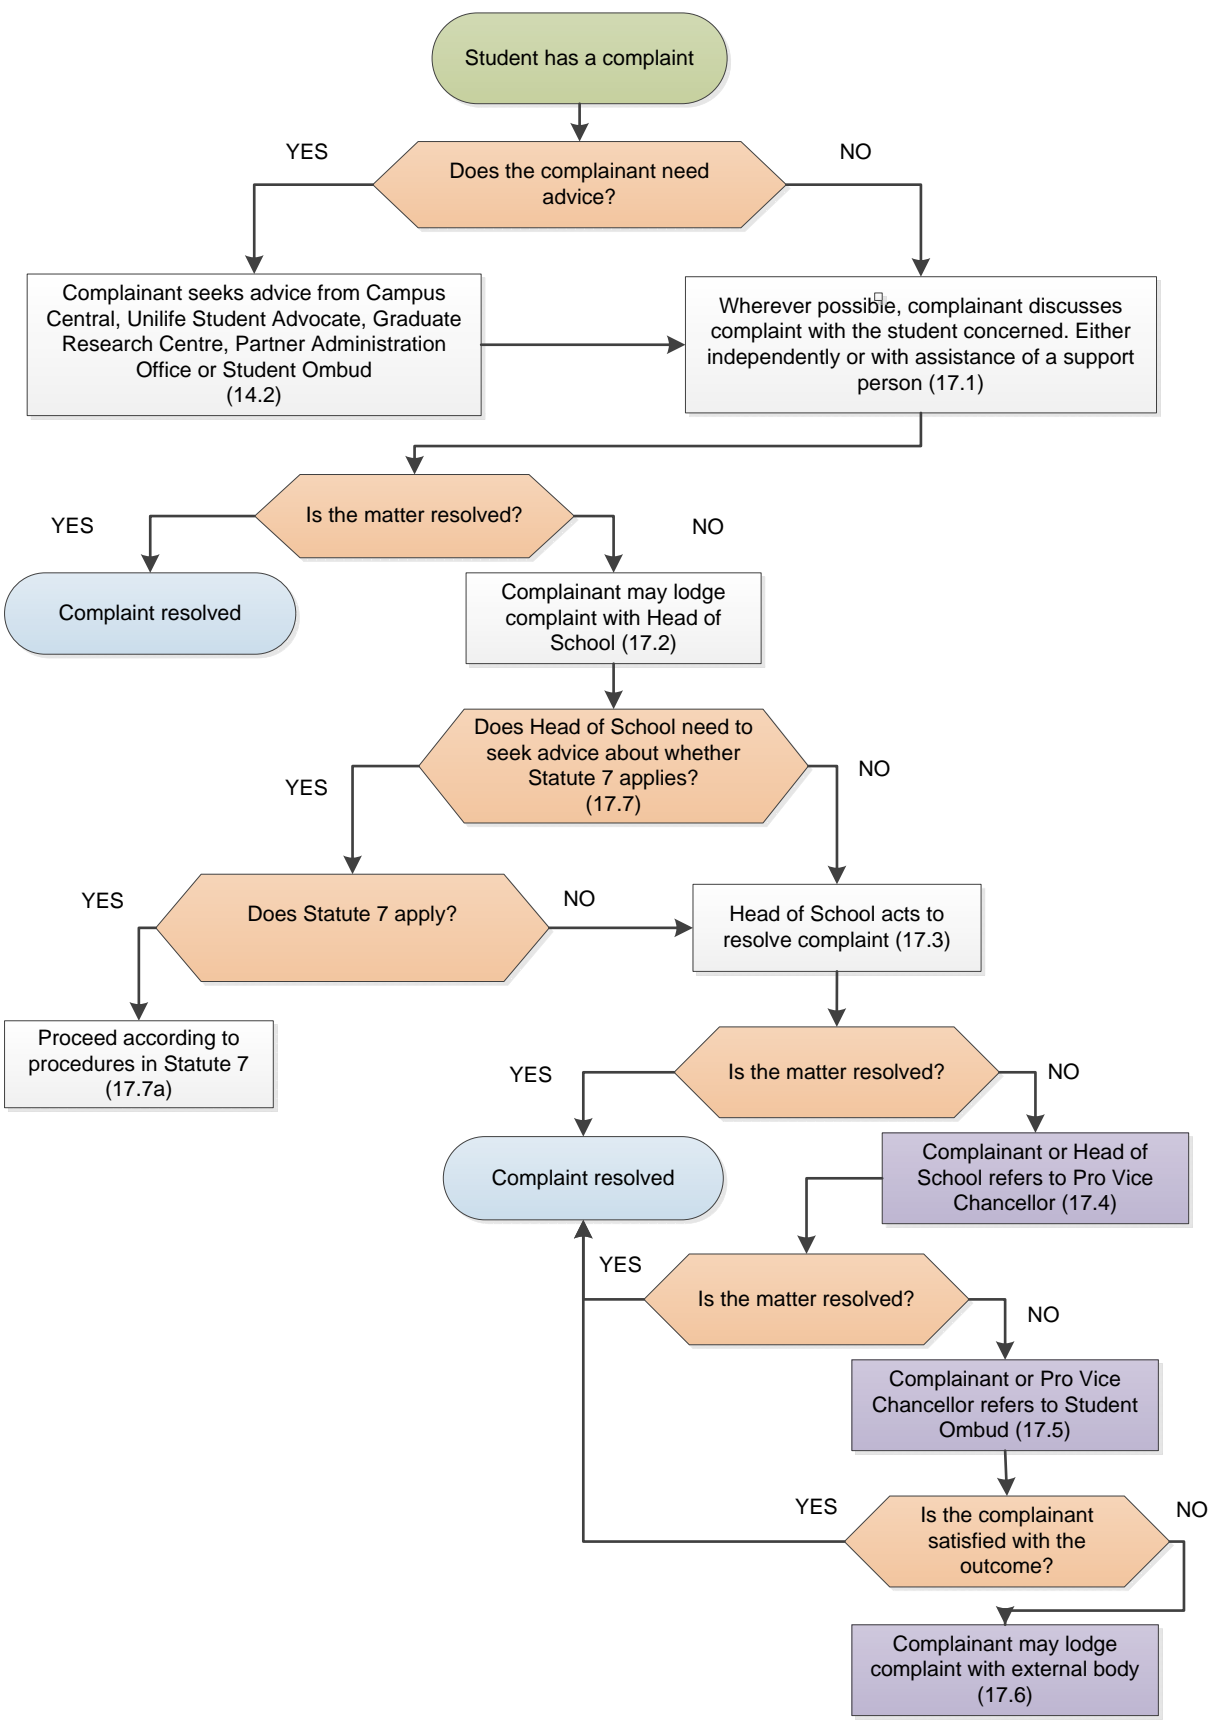 Student has a complaint
YES
NO
Does the complainant need
advice?
Complainant seeks advice from Campus
Central, Unilife Student Advocate, Graduate
Research Centre, Partner Administration
Office or Student Ombud
(14.2)
Wherever possible, complainant discusses
complaint with the student concerned. Either
independently or with assistance of a support
person (17.1)
Is the matter resolved?
YES
NO
Complaint resolved
Complainant may lodge
complaint with Head of
School (17.2)
Does Head of School need to
seek advice about whether
Statute 7 applies?
(17.7)
YES
NO
YES
Does Statute 7 apply?
NO
Head of School acts to
resolve complaint (17.3)
Proceed according to
procedures in Statute 7
(17.7a)
YES
Is the matter resolved?
NO
Complaint resolved
Complainant or Head of
School refers to Pro Vice
Chancellor (17.4)
YES
Is the matter resolved?
NO
Complainant or Pro Vice
Chancellor refers to Student
Ombud (17.5)
YES
NO
Is the complainant
satisfied with the
outcome?
Complainant may lodge
complaint with external body
(17.6)